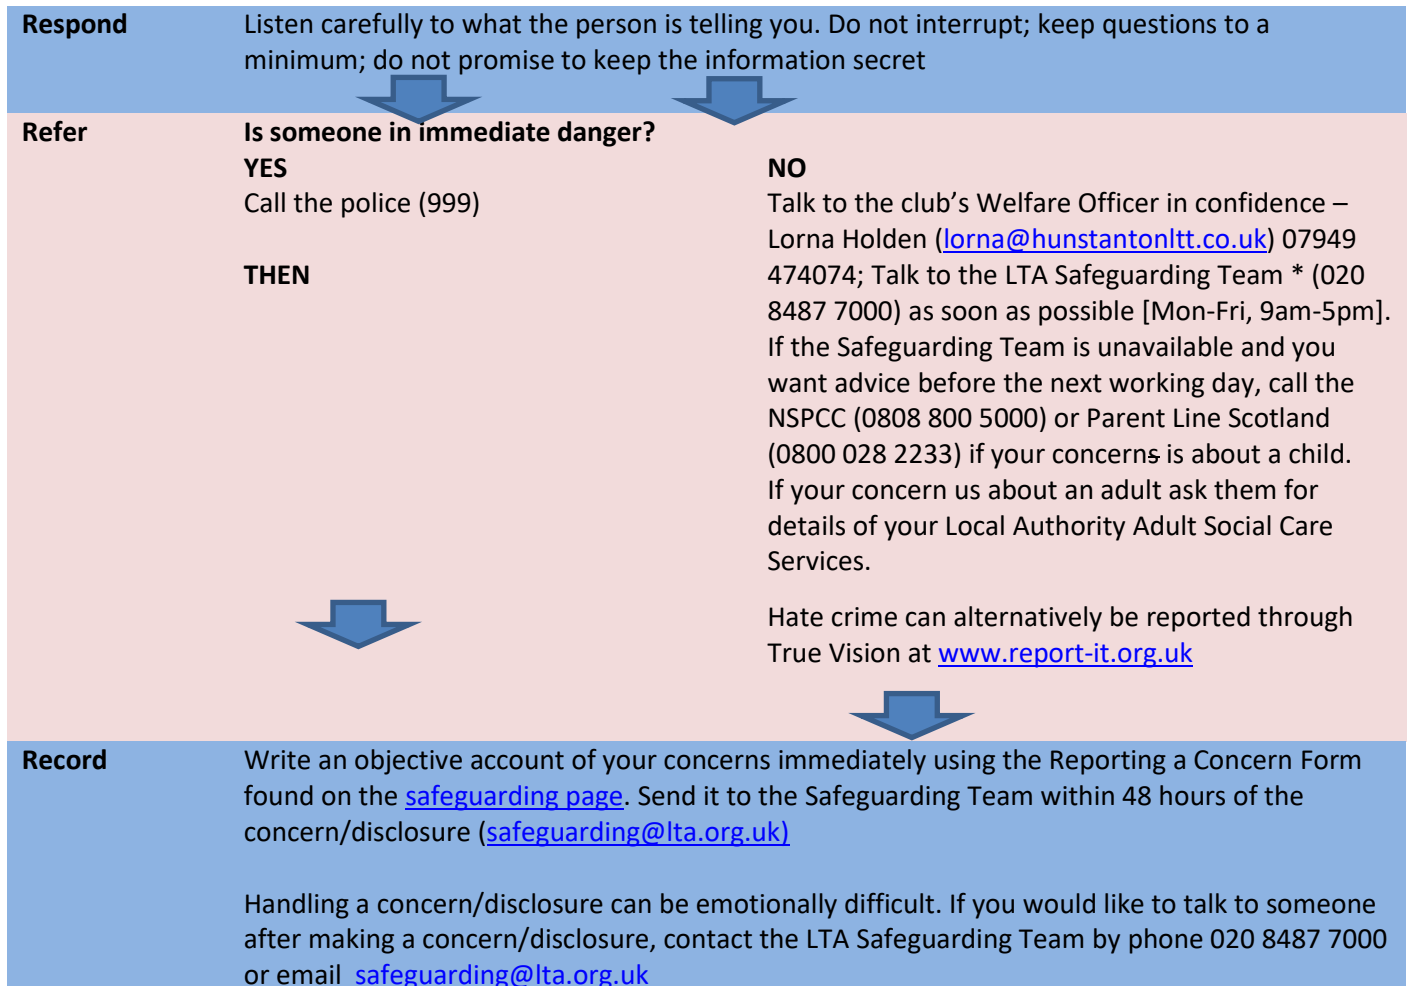 Respond
Listen carefully to what the person is telling you. Do not interrupt; keep questions to a
minimum; do not promise to keep the information secret
Refer
Is someone in immediate danger?
YES
Call the police (999)
THEN
NO
Talk to the club’s Welfare Officer in confidence –
Lorna Holden (lorna@hunstantonltt.co.uk) 07949
474074; Talk to the LTA Safeguarding Team * (020
8487 7000) as soon as possible [Mon-Fri, 9am-5pm].
If the Safeguarding Team is unavailable and you
want advice before the next working day, call the
NSPCC (0808 800 5000) or Parent Line Scotland
(0800 028 2233) if your concerns is about a child.
If your concern us about an adult ask them for
details of your Local Authority Adult Social Care
Services.
Hate crime can alternatively be reported through
True Vision at www.report-it.org.uk
Record
Write an objective account of your concerns immediately using the Reporting a Concern Form
found on the safeguarding page. Send it to the Safeguarding Team within 48 hours of the
concern/disclosure (safeguarding@lta.org.uk)
Handling a concern/disclosure can be emotionally difficult. If you would like to talk to someone
after making a concern/disclosure, contact the LTA Safeguarding Team by phone 020 8487 7000
or email safeguarding@lta.org.uk